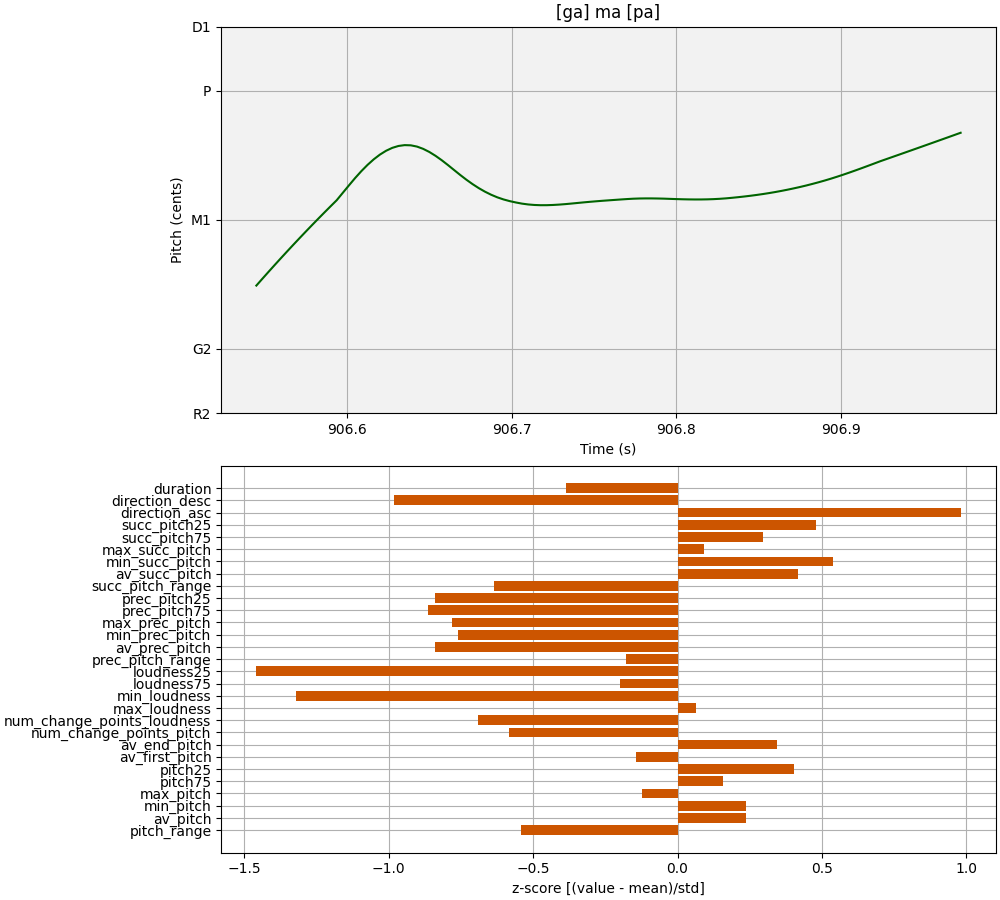 [ga] ma [pa]
D1
P
M1
G2
R2
Pitch (cents)
906.6 906.7 906.8 906.9
Time (s)
duration
direction_desc
direction_asc
succ_pitch25
succ_pitch75
max_succ_pitch
min_succ_pitch
av_succ_pitch
succ_pitch_range
prec_pitch25
prec_pitch75
max_prec_pitch
min_prec_pitch
av_prec_pitch
prec_pitch_range
loudness25
loudness75
min_loudness
max_loudness
num_change_points_loudness
num_change_points_pitch
av_end_pitch
av_first_pitch
pitch25
pitch75
max_pitch
min_pitch
av_pitch
pitch_range
−1.5 −1.0 −0.5 0.0 0.5 1.0
z-score [(value - mean)/std]